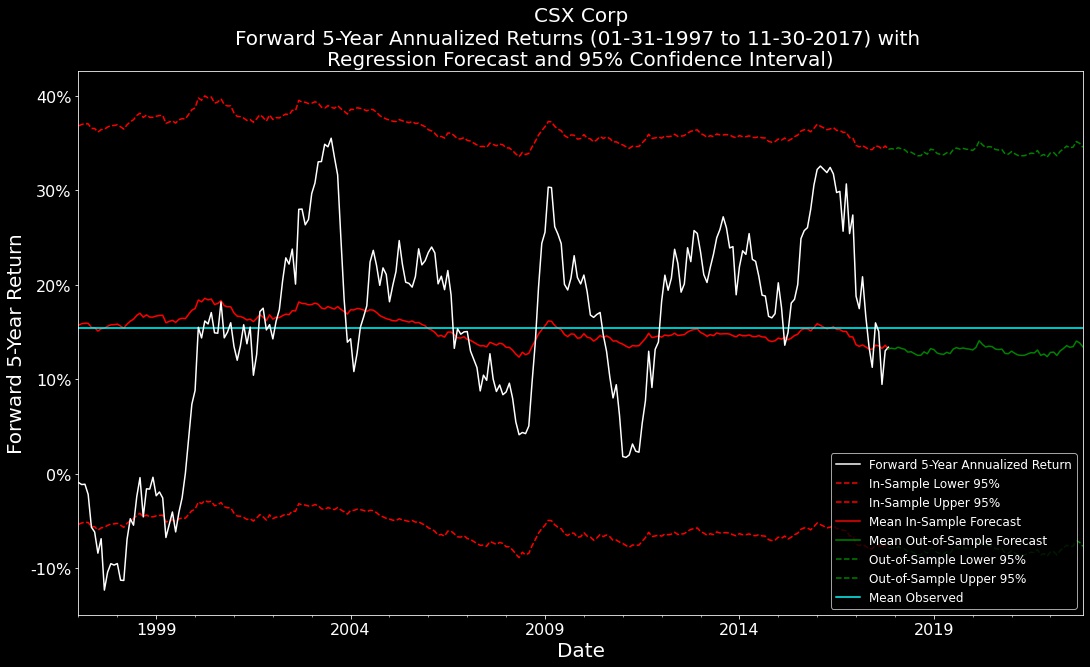 CSX Corp
Forward 5-Year Annualized Returns (01-31-1997 to 11-30-2017) with
Regression Forecast and 95% Confidence Interval)
Forward 5-Year Return
40%
30%
20%
10%
0%
-10%
Forward 5-Year Annualized Return
In-Sample Lower 95%
In-Sample Upper 95%
Mean In-Sample Forecast
Mean Out-of-Sample Forecast
Out-of-Sample Lower 95%
Out-of-Sample Upper 95%
Mean Observed
1999 2004 2009 2014 2019
Date